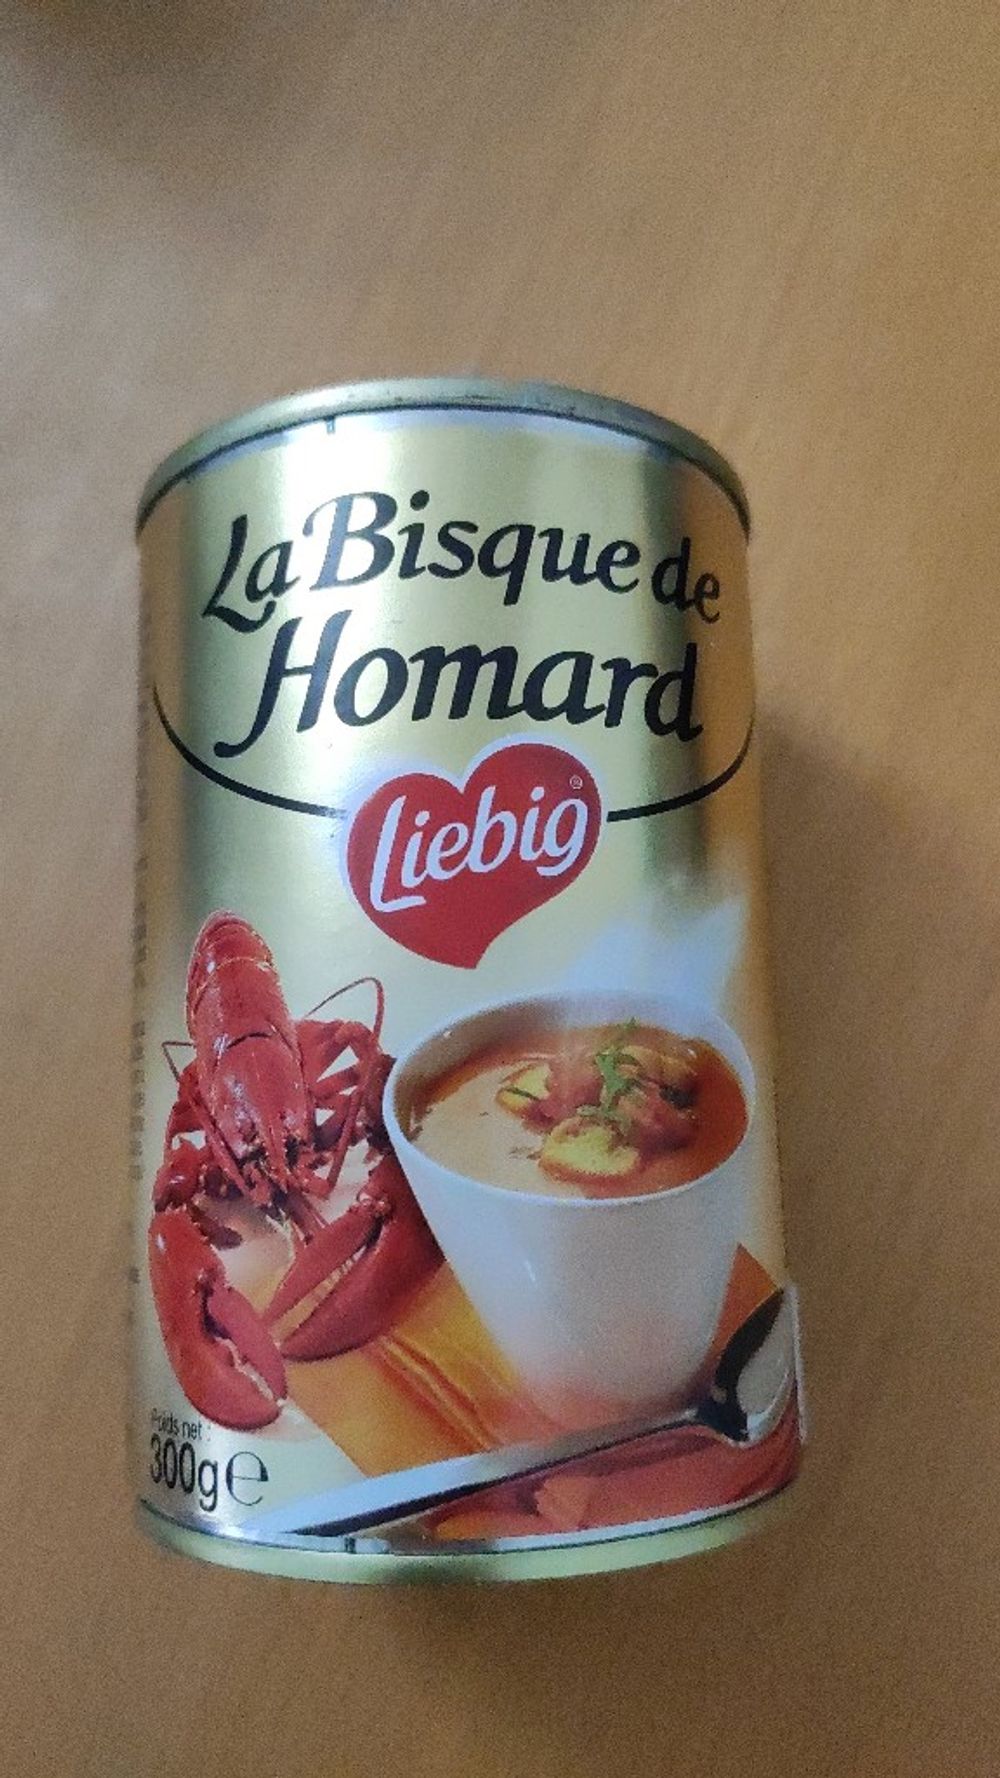 La Bisque de
Homard
Liebig®
Poids net :
300g e